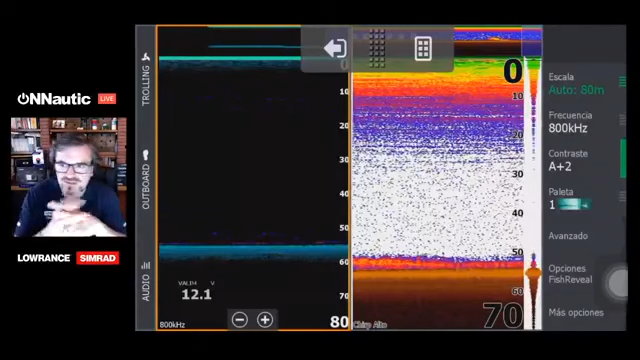 ONNautic LIVE
LOWRANCE SIMRAD
TROLLING
OUTBOARD
AUDIO
0
10
20
30
40
50
60
70
80
VALIM V
12.1
800kHz
0
10
20
30
40
50
60
70
Chirp Alto
Escala
Auto: 80m
Frecuencia
800kHz
Contraste
A+2
Paleta
1
Avanzado
Opciones
FishReveal
Más opciones